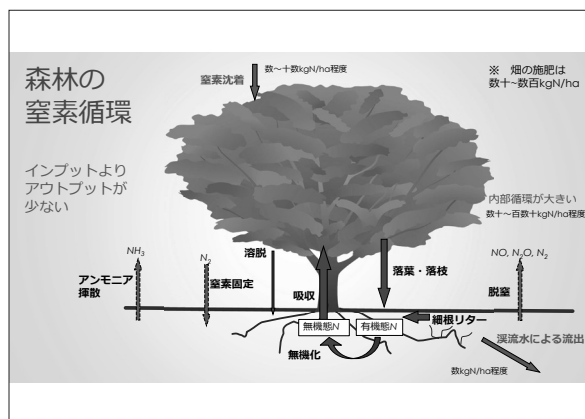 森林の
窒素循環
インプットより
アウトプットが
少ない
窒素沈着
数～十数kgN/ha程度
※ 畑の施肥は
数十~数百kgN/ha
内部循環が大きい
数十～百数十kgN/ha程度
NH₃
アンモニア
揮散
N₂
窒素固定
溶脱
吸収
落葉・落枝
NO, N₂O, N₂
脱窒
無機態N
有機態N
細根リター
無機化
渓流水による流出
数kgN/ha程度